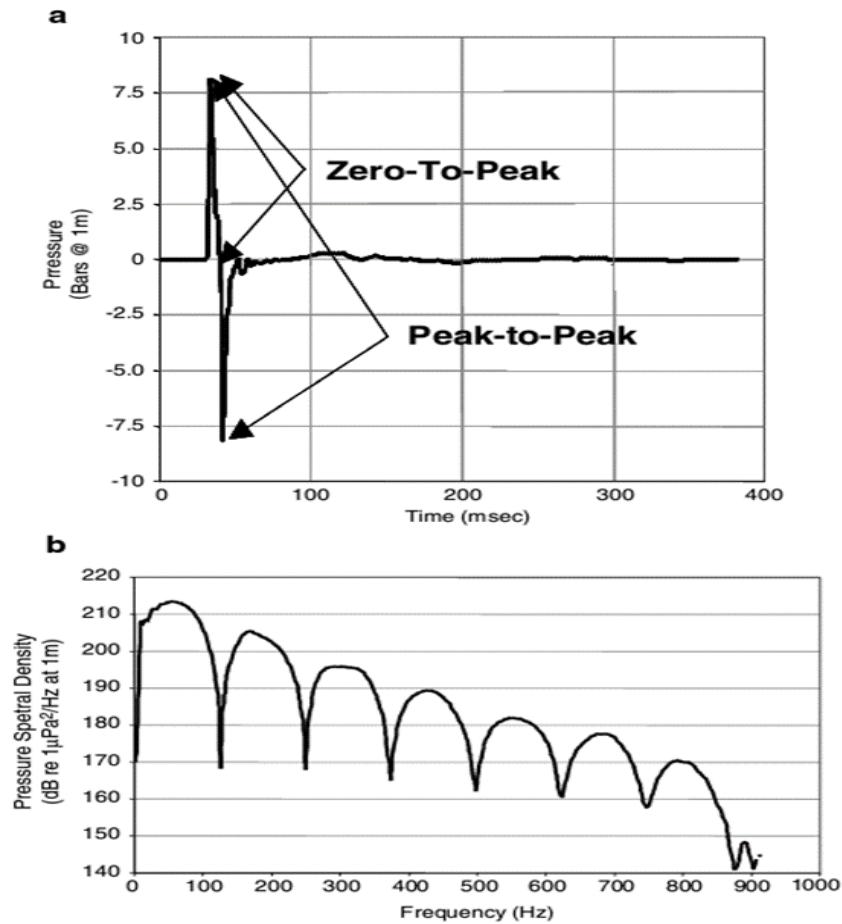 a
10
7.5
5.0
2.5
0
-2.5
-5.0
-7.5
-10
Prressure
(Bars @ 1m)
Zero-To-Peak
Peak-to-Peak
0 100 200 300 400
Time (msec)
b
220
210
200
190
180
170
160
150
140
Pressure Spetral Density
(dB re 1μPa²/Hz at 1m)
0 100 200 300 400 500 600 700 800 900 1000
Frequency (Hz)